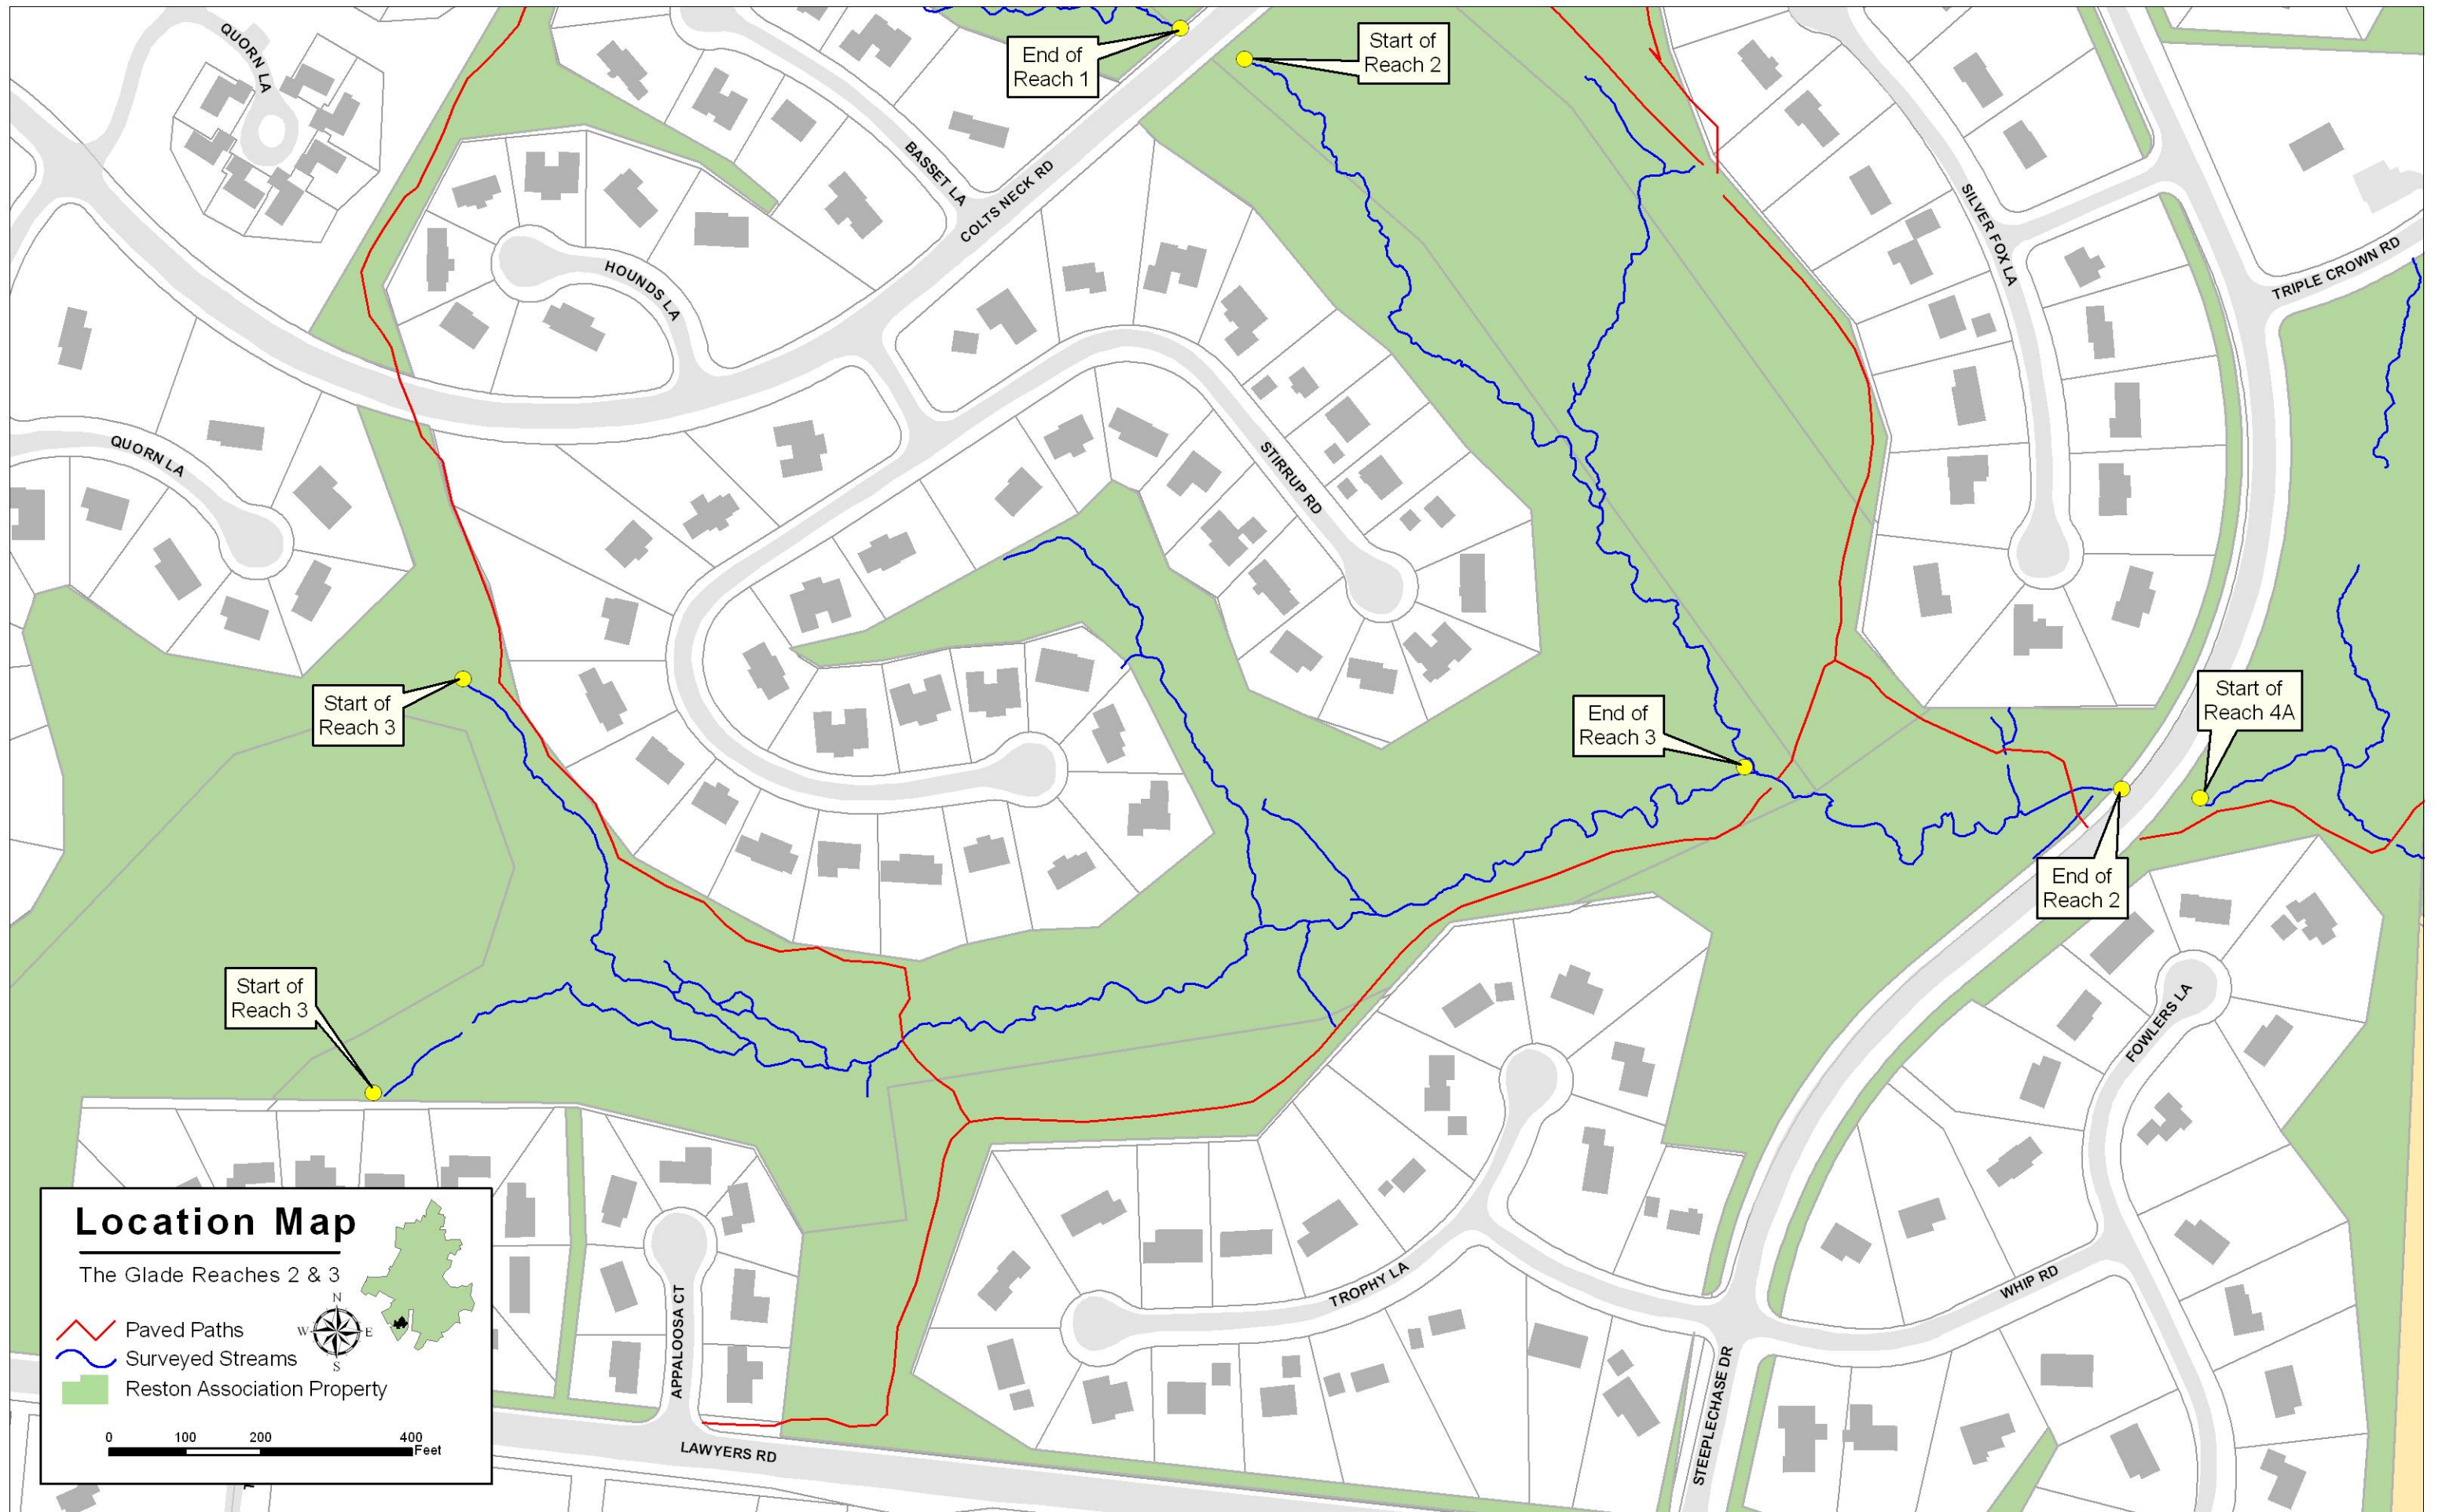 QUORN LA
End of
Reach 1
Start of
Reach 2
BASSET LA
COLTS NECK RD
SILVER FOX LA
TRIPLE CROWN RD
HOUNDS LA
QUORN LA
STIRRUP RD
Start of
Reach 3
End of
Reach 3
Start of
Reach 4A
End of
Reach 2
Start of
Reach 3
FOWLERS LA
TROPHY LA
WHIP RD
APPALOOSA CT
STEEPLECHASE DR
LAWYERS RD
Location Map
The Glade Reaches 2 & 3
N
W E
S
Paved Paths
Surveyed Streams
Reston Association Property
0 100 200 400
Feet